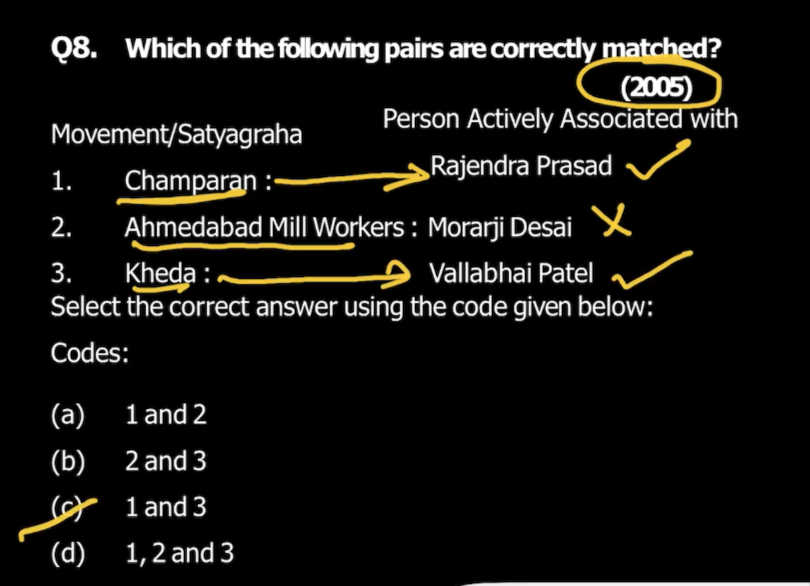 Q8. Which of the following pairs are correctly matched?
(2005)
Movement/Satyagraha Person Actively Associated with
1. Champaran : Rajendra Prasad
2. Ahmedabad Mill Workers : Morarji Desai
3. Kheda : Vallabhai Patel
Select the correct answer using the code given below:
Codes:
(a) 1 and 2
(b) 2 and 3
(c) 1 and 3
(d) 1, 2 and 3